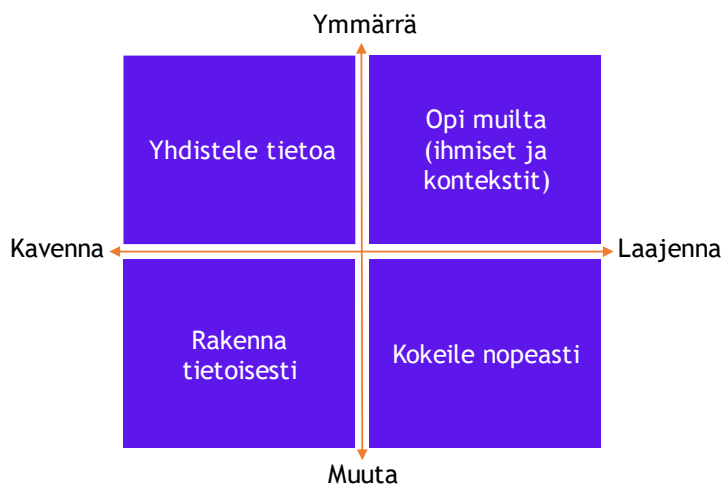 Ymmärrä
Yhdistele tietoa
Opi muilta
(ihmiset ja
kontekstit)
Kavenna
Laajenna
Rakenna
tietoisesti
Kokeile nopeasti
Muuta